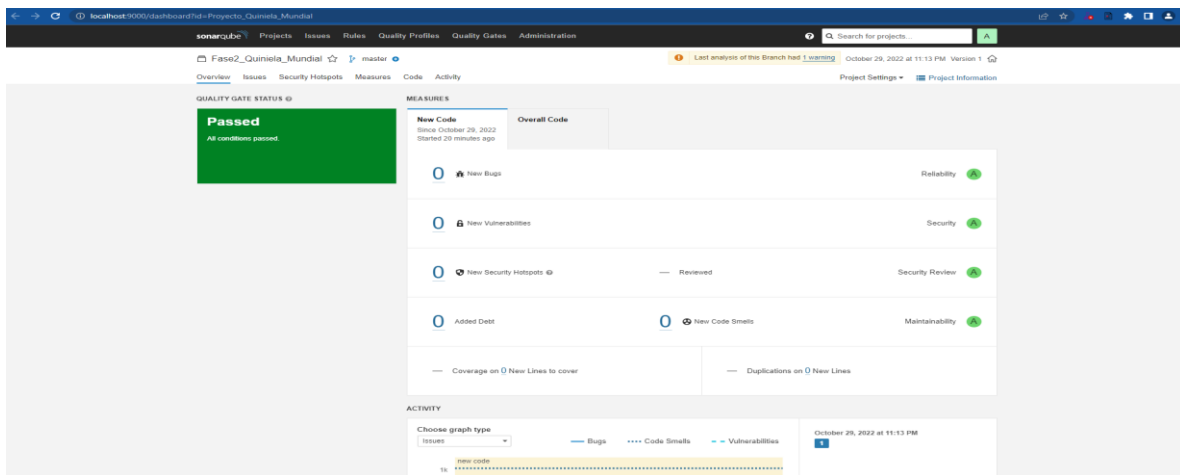 localhost:9000/dashboard?id=Proyecto_Quiniela_Mundial
sonarqube Projects Issues Rules Quality Profiles Quality Gates Administration Search for projects... A
Fase2_Quiniela_Mundial master Last analysis of this Branch had 1 warning October 29, 2022 at 11:13 PM Version 1
Overview Issues Security Hotspots Measures Code Activity Project Settings Project Information
QUALITY GATE STATUS
Passed
All conditions passed.
MEASURES
New Code
Since October 29, 2022
Started 20 minutes ago
Overall Code
0 New Bugs Reliability A
0 New Vulnerabilities Security A
0 New Security Hotspots — Reviewed Security Review A
0 Added Debt 0 New Code Smells Maintainability A
— Coverage on 0 New Lines to cover — Duplications on 0 New Lines
ACTIVITY
Choose graph type
Issues Bugs Code Smells Vulnerabilities
new code
1k
October 29, 2022 at 11:13 PM
1